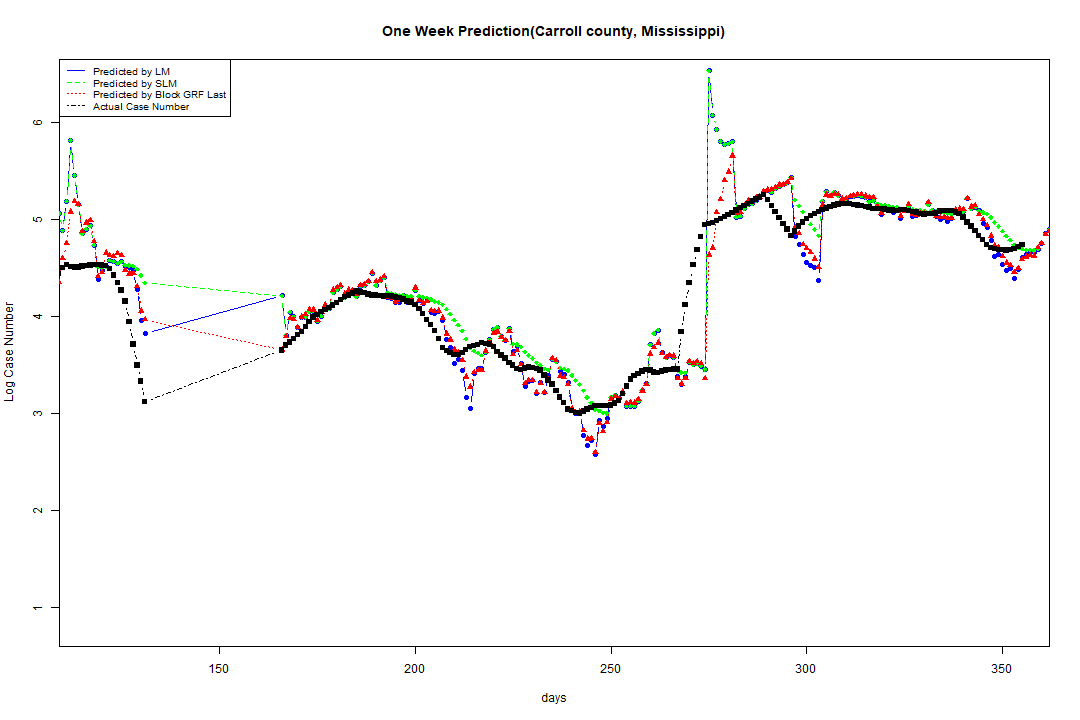 One Week Prediction(Carroll county, Mississippi)
Predicted by LM
Predicted by SLM
Predicted by Block GRF Last
Actual Case Number
Log Case Number
6
5
4
3
2
1
150 200 250 300 350
days